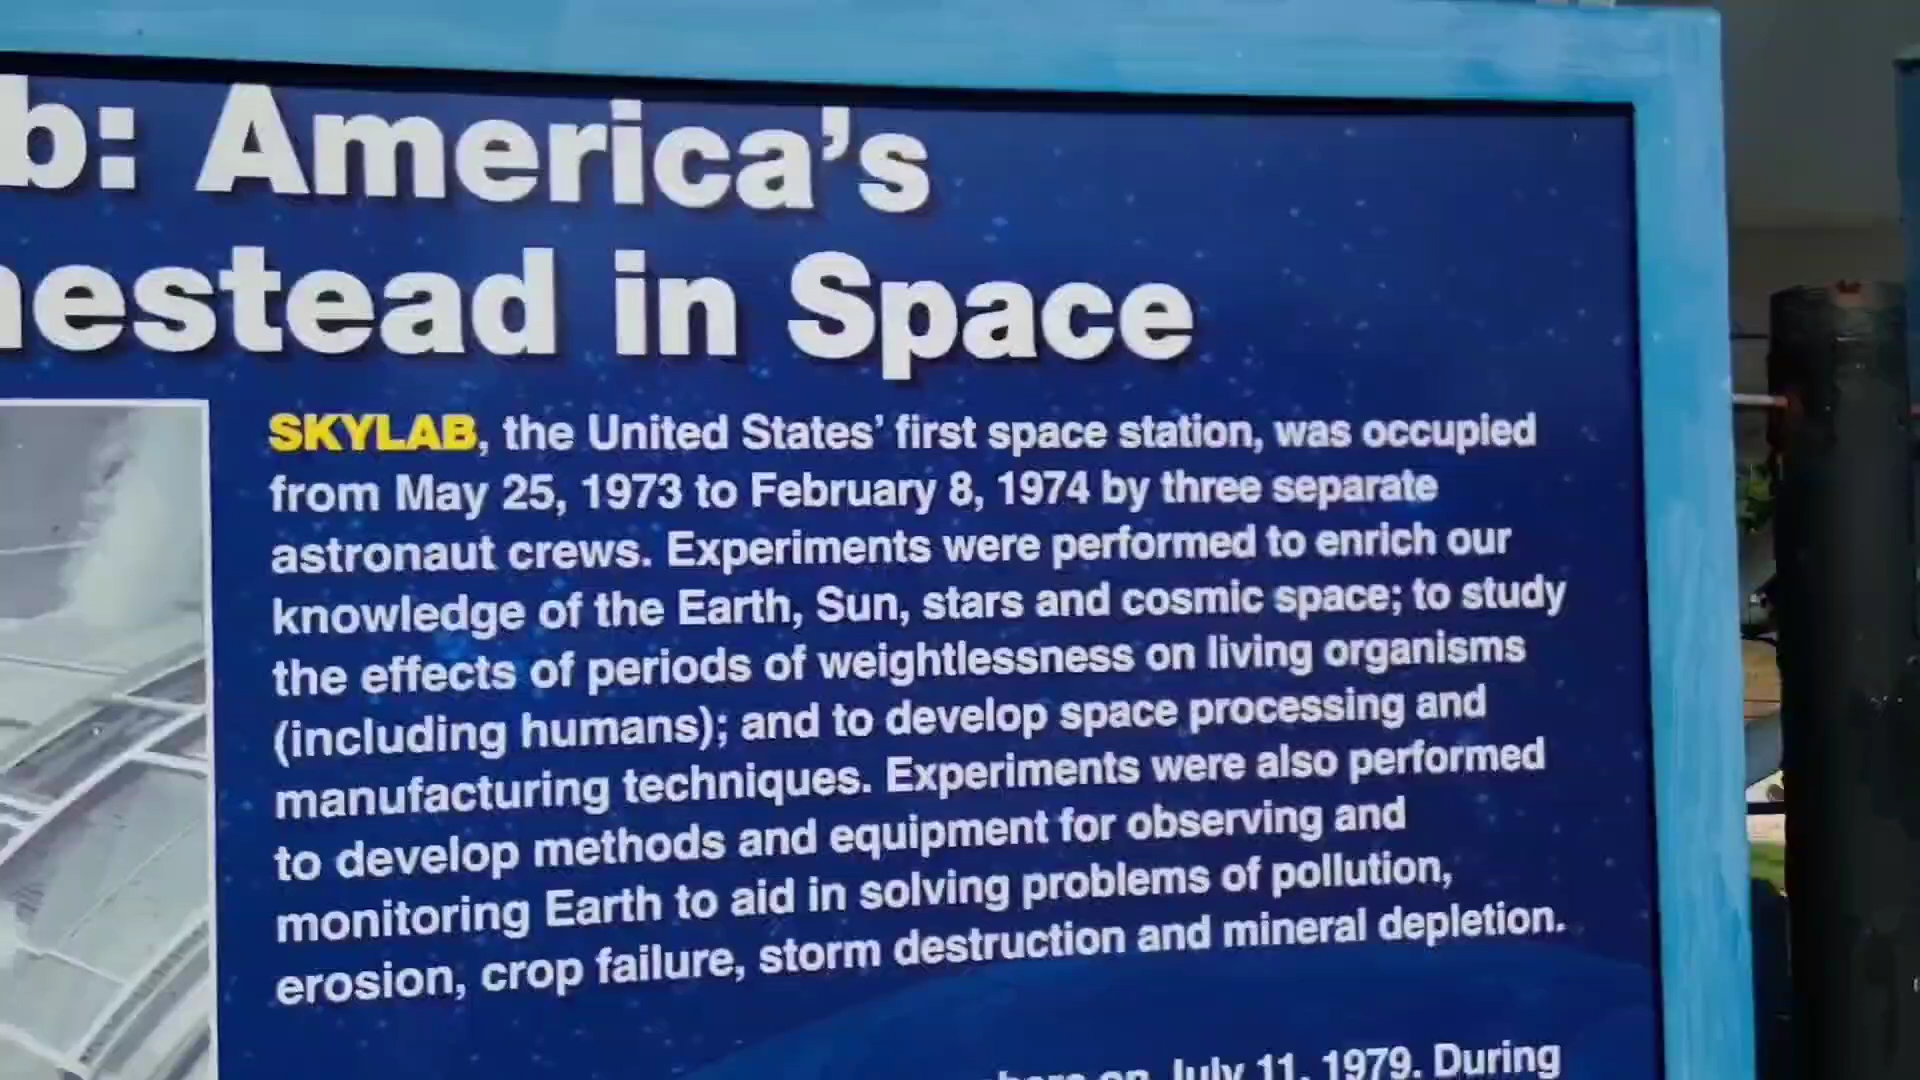 b: America's
estead in Space
SKYLAB, the United States' first space station, was occupied
from May 25, 1973 to February 8, 1974 by three separate
astronaut crews. Experiments were performed to enrich our
knowledge of the Earth, Sun, stars and cosmic space; to study
the effects of periods of weightlessness on living organisms
(including humans); and to develop space processing and
manufacturing techniques. Experiments were also performed
to develop methods and equipment for observing and
monitoring Earth to aid in solving problems of pollution,
erosion, crop failure, storm destruction and mineral depletion.
on July 11, 1979. During